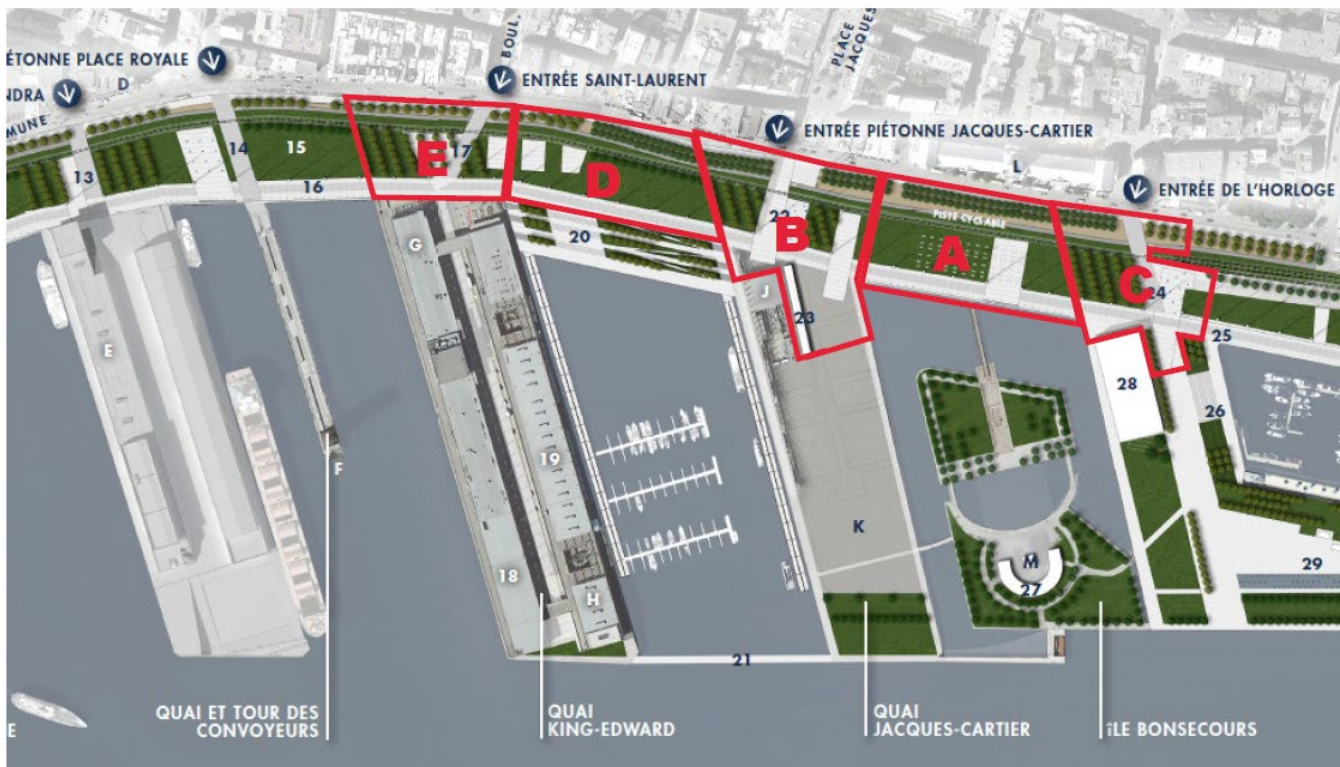 BOUL.
PLACE
JACQUES
ÉTONNE PLACE ROYALE
NDRA
D
MUNE
ENTRÉE SAINT-LAURENT
ENTRÉE PIÉTONNE JACQUES-CARTIER
L
ENTRÉE DE L'HORLOGE
13
14
15
16
17
E
D
22
B
PISTE CYCLABLE
A
C
24
25
G
20
J
23
E
28
26
F
19
K
18
H
M
27
29
21
QUAI ET TOUR DES
CONVOYEURS
QUAI
KING-EDWARD
QUAI
JACQUES-CARTIER
ÎLE BONSECOURS
E